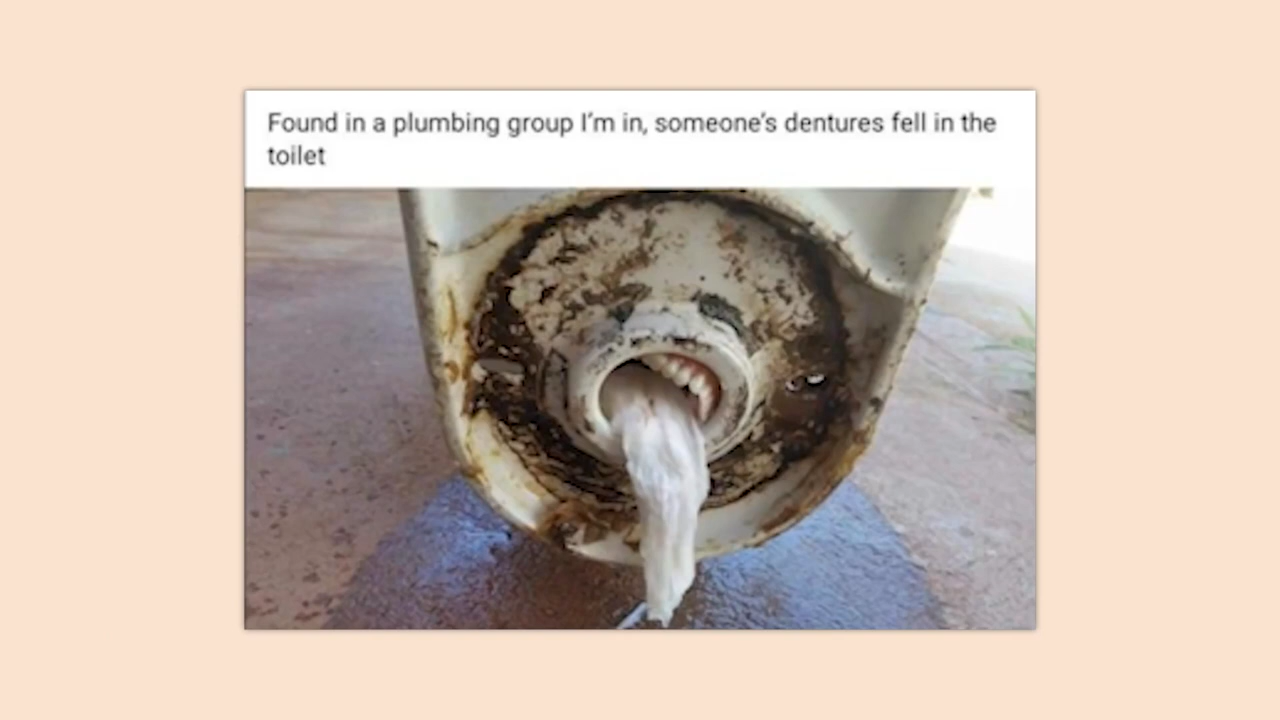 Found in a plumbing group I’m in, someone’s dentures fell in the
toilet